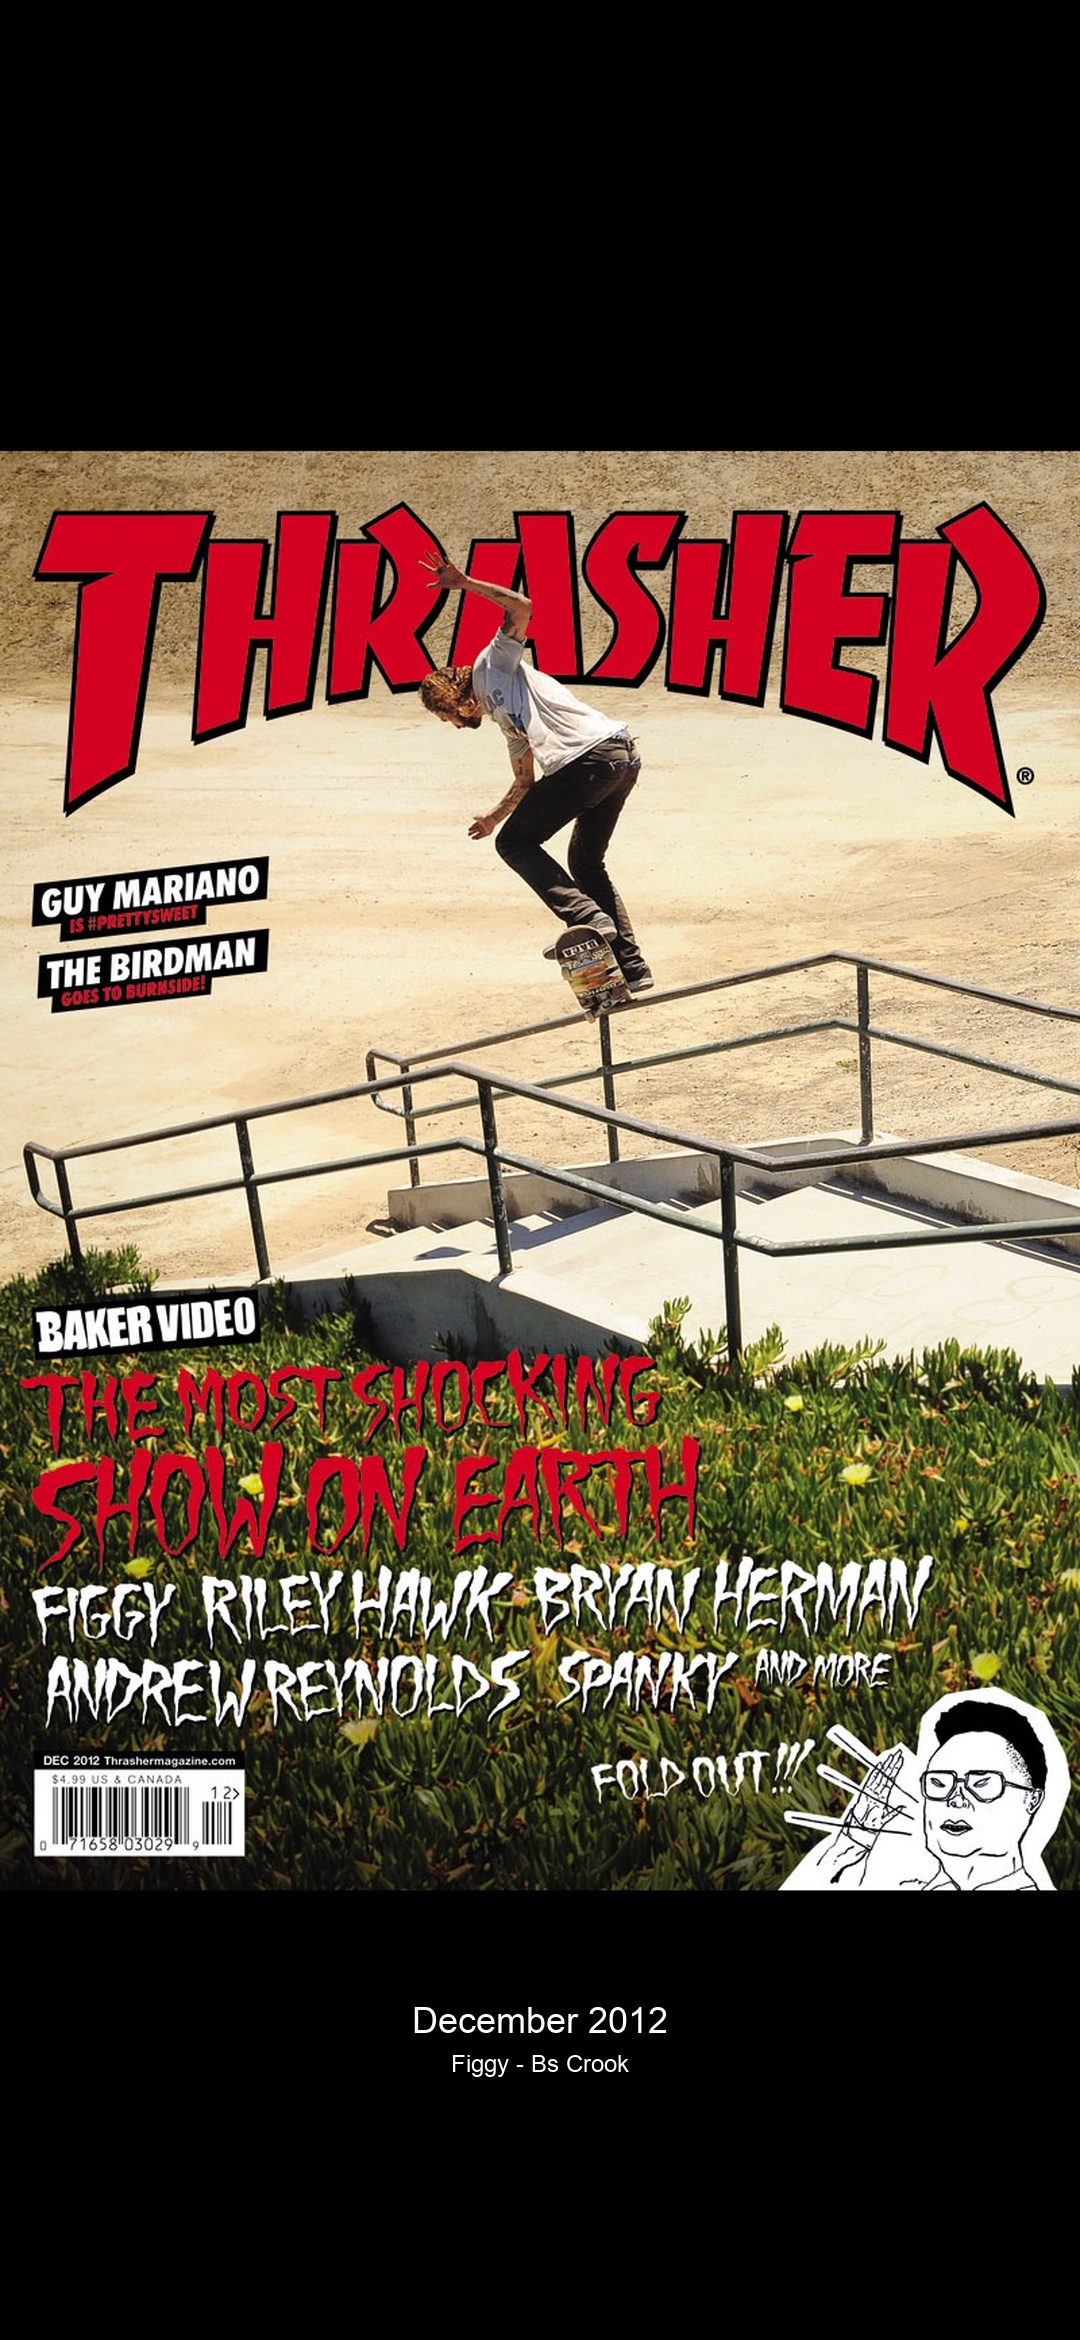 THRASHER
®
GUY MARIANO
IS #PRETTYSWEET
THE BIRDMAN
GOES TO BURNSIDE!
BACA
BAKER VIDEO
THE MOST SHOCKING
SHOW ON EARTH
FIGGY RILEY HAWK BRYAN HERMAN
ANDREW REYNOLDS SPANKY AND MORE
FOLD OUT!!!
DEC 2012 Thrashermagazine.com
$4.99 US & CANADA
12>
0 71658 03029 9
December 2012
Figgy - Bs Crook